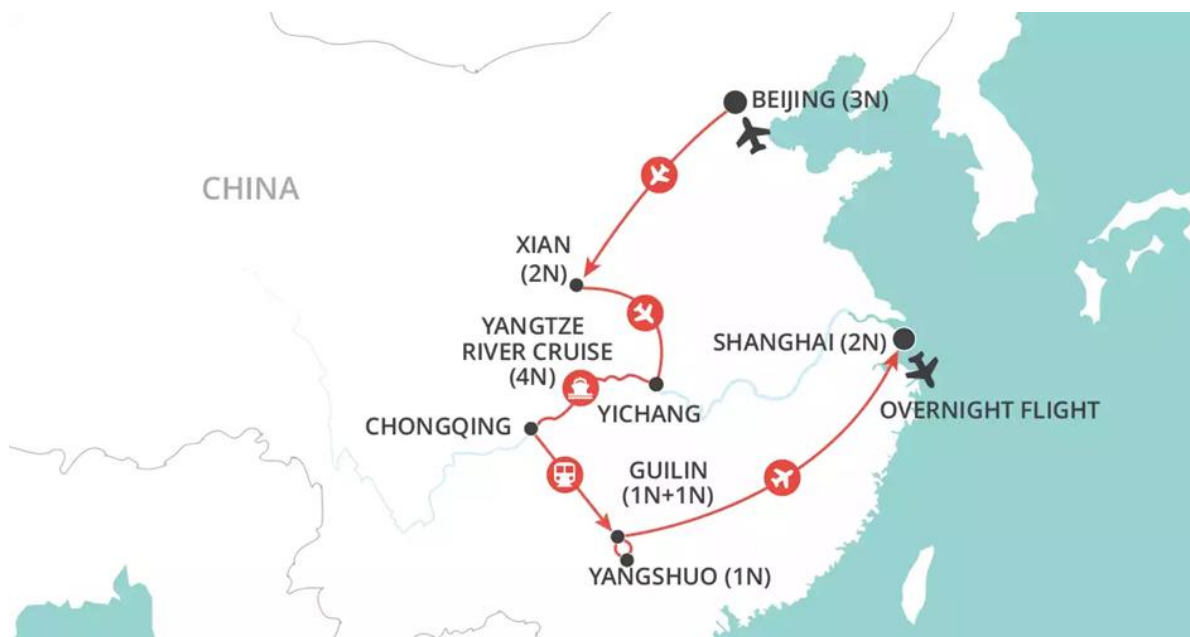 BEIJING (3N)
CHINA
XIAN
(2N)
YANGTZE
RIVER CRUISE
(4N)
SHANGHAI (2N)
YICHANG
OVERNIGHT FLIGHT
CHONGQING
GUILIN
(1N+1N)
YANGSHUO (1N)